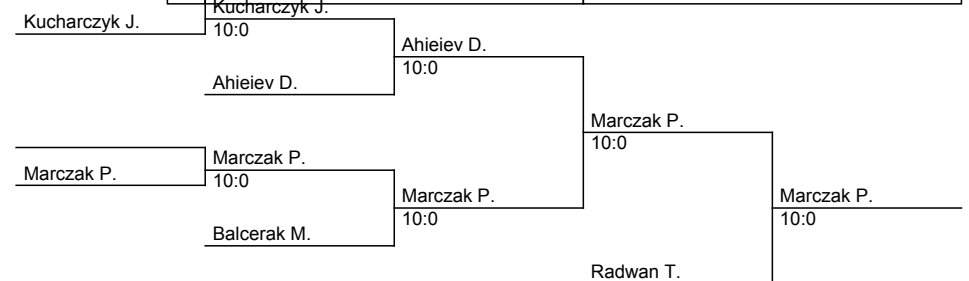 Kucharczyk J.
Kucharczyk J.
10:0
Ahieiev D.
10:0
Ahieiev D.
Marczak P.
10:0
Marczak P.
Marczak P.
10:0
Marczak P.
10:0
Marczak P.
10:0
Balcerak M.
Radwan T.